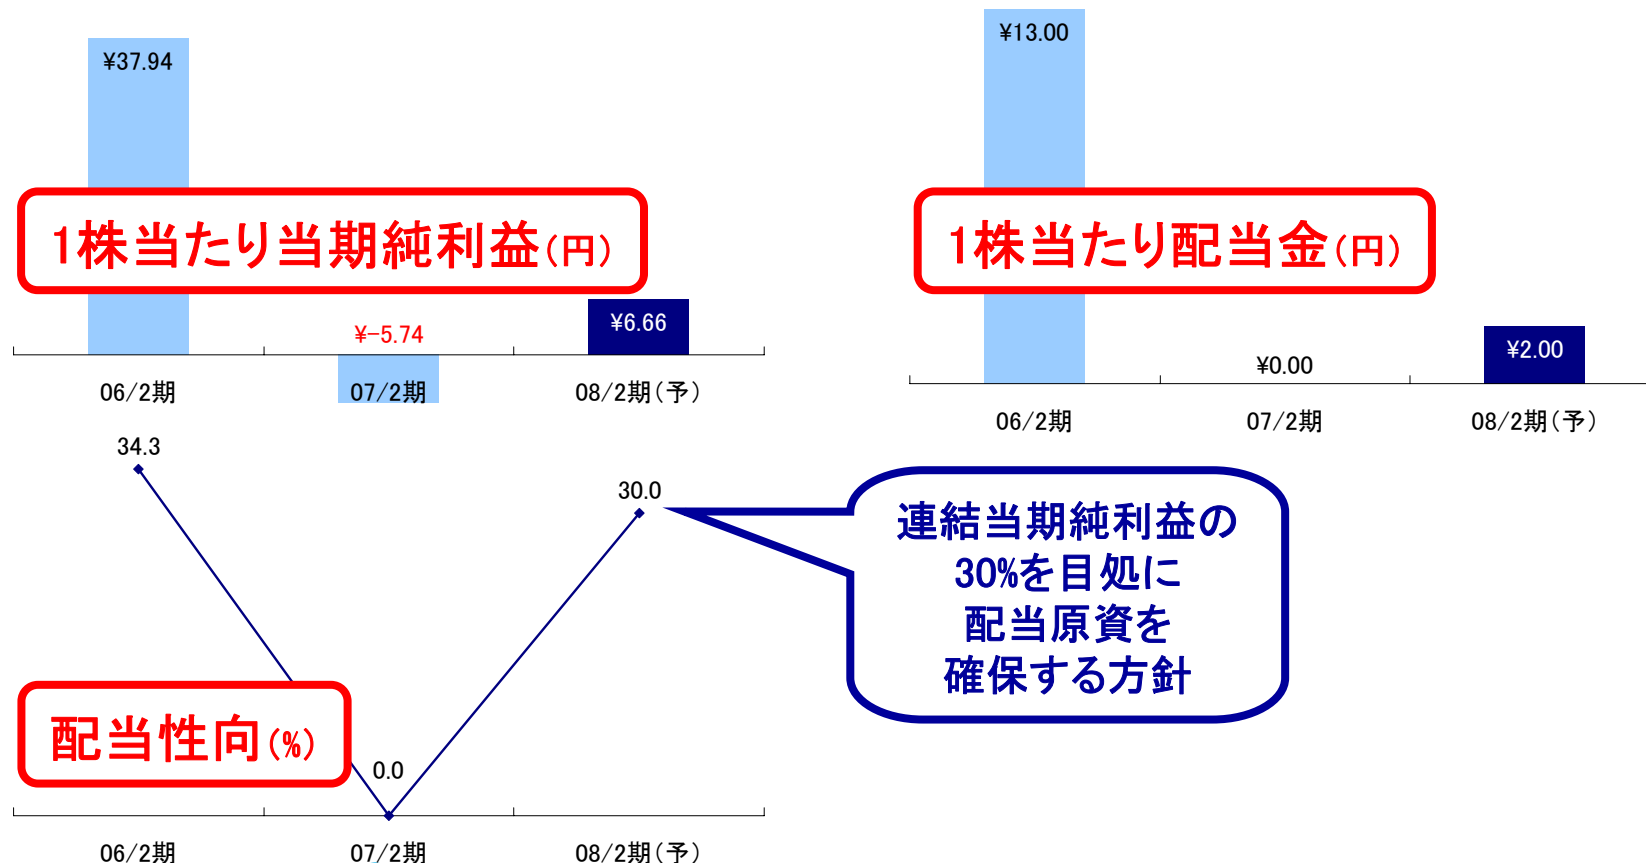 ¥37.94
1株当たり当期純利益(円)
¥-5.74
¥6.66
06/2期
07/2期
08/2期(予)
¥13.00
1株当たり配当金(円)
¥0.00
¥2.00
06/2期
07/2期
08/2期(予)
34.3
30.0
連結当期純利益の
30%を目処に
配当原資を
確保する方針
配当性向(%)
0.0
06/2期
07/2期
08/2期(予)